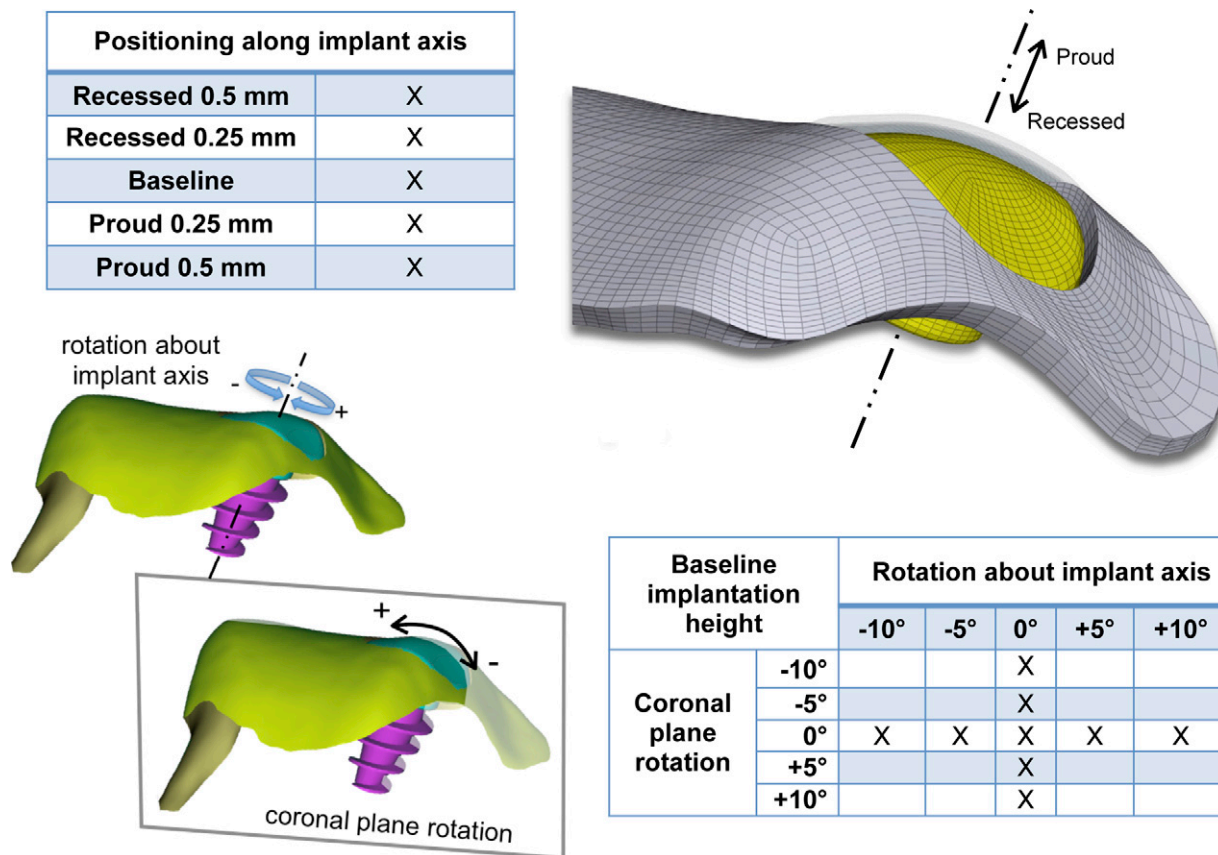 Positioning along implant axis
Recessed 0.5 mm X
Recessed 0.25 mm X
Baseline X
Proud 0.25 mm X
Proud 0.5 mm X
Proud
Recessed
rotation about
implant axis
-
+
+
-
coronal plane rotation
Baseline
implantation
height
Rotation about implant axis
-10° -5° 0° +5° +10°
Coronal
plane
rotation
-10° X
-5° X
0° X X X X X
+5° X
+10° X